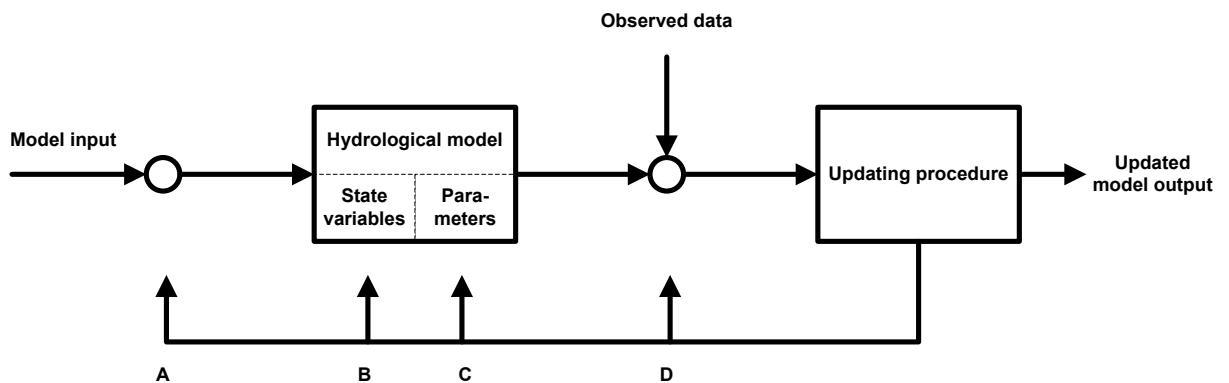 Observed data
Model input
Hydrological model
State
variables
Para-
meters
Updating procedure
Updated
model output
A
B
C
D